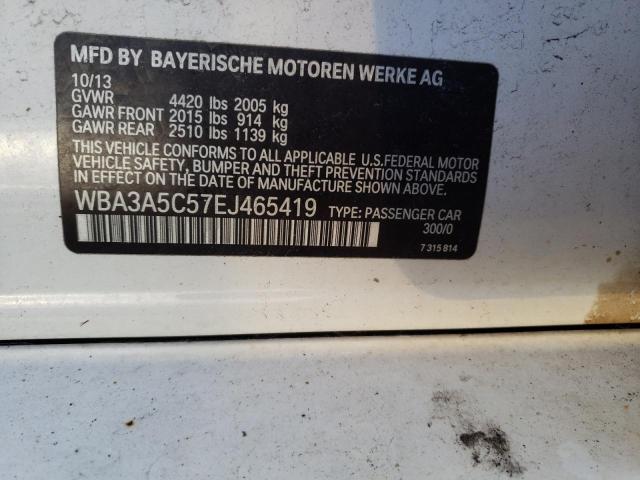 MFD BY BAYERISCHE MOTOREN WERKE AG
10/13
GVWR 4420 lbs 2005 kg
GAWR FRONT 2015 lbs 914 kg
GAWR REAR 2510 lbs 1139 kg
THIS VEHICLE CONFORMS TO ALL APPLICABLE U.S.FEDERAL MOTOR
VEHICLE SAFETY, BUMPER AND THEFT PREVENTION STANDARDS
IN EFFECT ON THE DATE OF MANUFACTURE SHOWN ABOVE.
WBA3A5C57EJ465419 TYPE: PASSENGER CAR
300/0
7 315 814